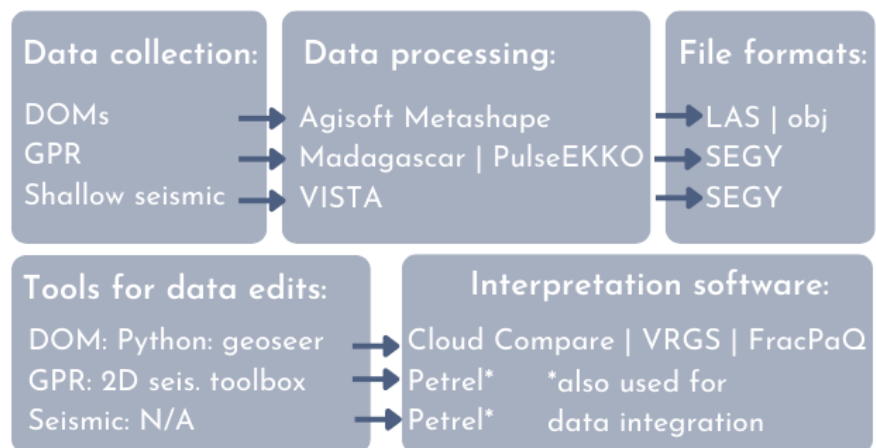 Data collection:
DOMs
GPR
Shallow seismic
Data processing:
Agisoft Metashape
Madagascar | PulseEKKO
VISTA
File formats:
LAS | obj
SEGY
SEGY
Tools for data edits:
DOM: Python: geoseer
GPR: 2D seis. toolbox
Seismic: N/A
Interpretation software:
Cloud Compare | VRGS | FracPaQ
Petrel* *also used for
Petrel* data integration